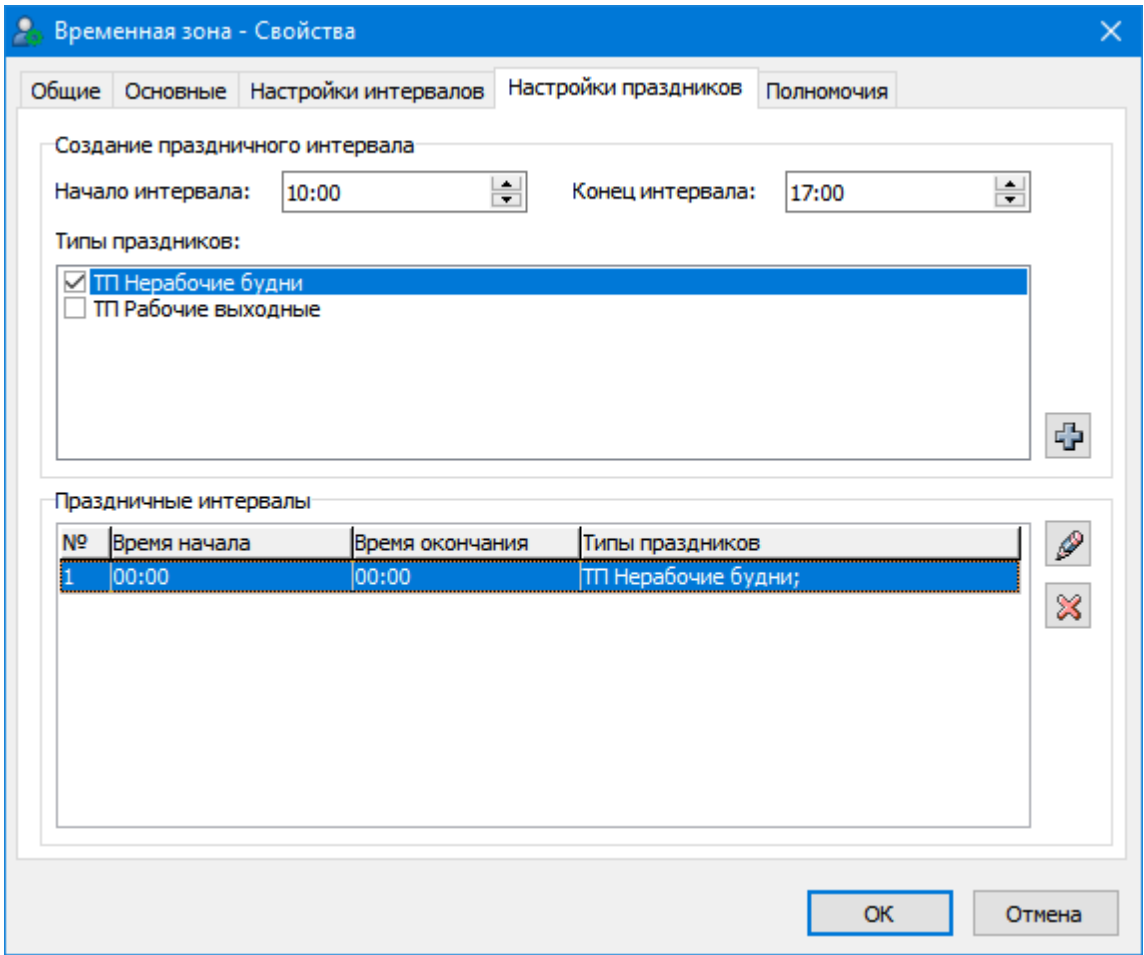 Временная зона - Свойства
Общие Основные Настройки интервалов Настройки праздников Полномочия
Создание праздничного интервала
Начало интервала: 10:00 Конец интервала: 17:00
Типы праздников:
ТП Нерабочие будни
ТП Рабочие выходные
Праздничные интервалы
№ Время начала Время окончания Типы праздников
1 00:00 00:00 ТП Нерабочие будни;
ОК Отмена